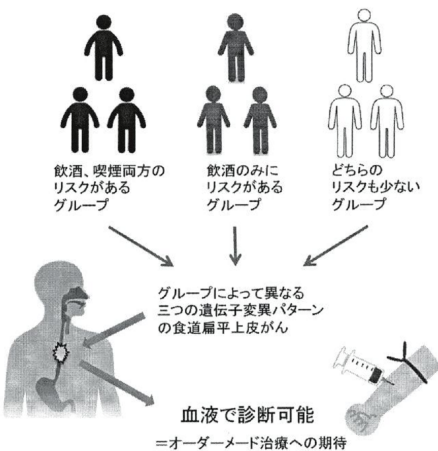 飲酒、喫煙両方の
リスクがある
グループ
飲酒のみに
リスクがある
グループ
どちらの
リスクも少ない
グループ
グループによって異なる
三つの遺伝子変異パターン
の食道扁平上皮がん
血液で診断可能
＝オーダーメード治療への期待